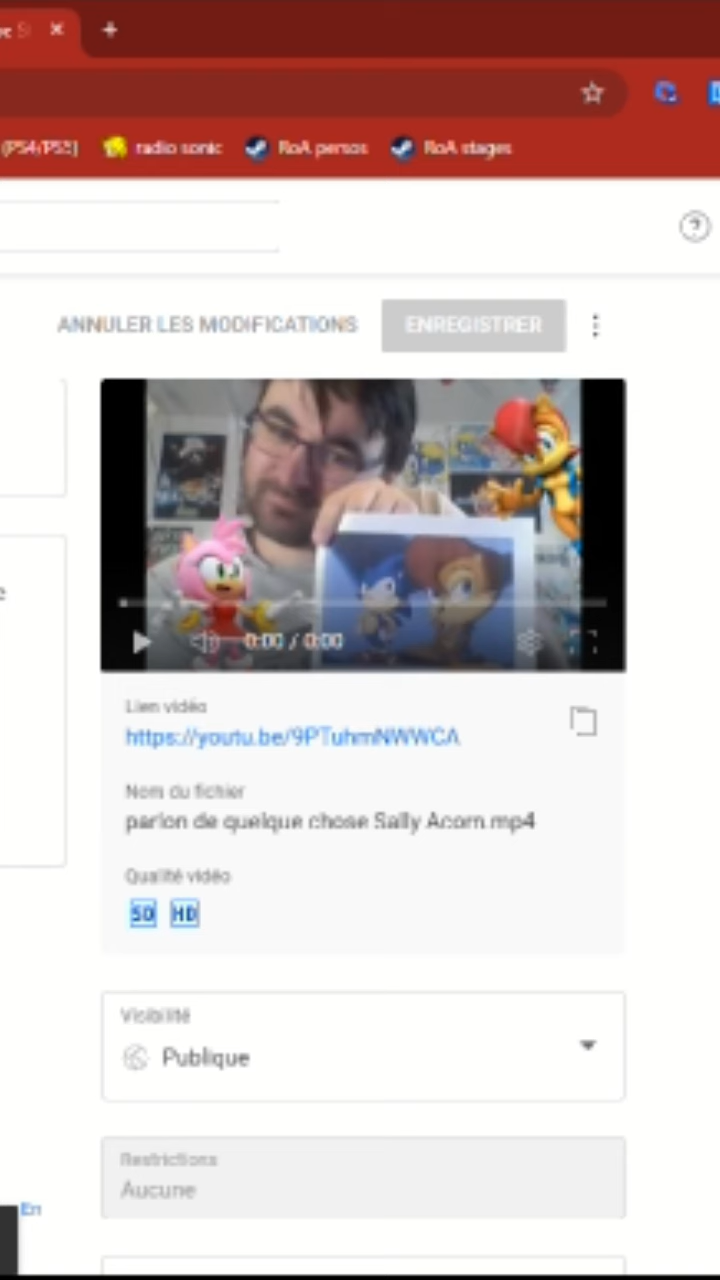 (PS4/PS3) radio sonic RoA persos RoA stages
ANNULER LES MODIFICATIONS ENREGISTRER
0:00 / 0:00
Lien vidéo
https://youtu.be/9PTuhmNWWCA
Nom du fichier
parlon de quelque chose Sally Acorn.mp4
Qualité vidéo
SD HD
Visibilité
Publique
Restrictions
Aucune
En